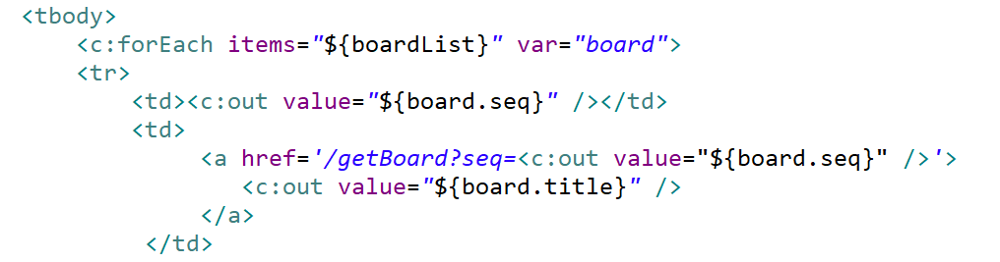 <tbody>
<c:forEach items="${boardList}" var="board">
<tr>
<td><c:out value="${board.seq}" /></td>
<td>
<a href='/getBoard?seq=<c:out value="${board.seq}" />'>
<c:out value="${board.title}" />
</a>
</td>